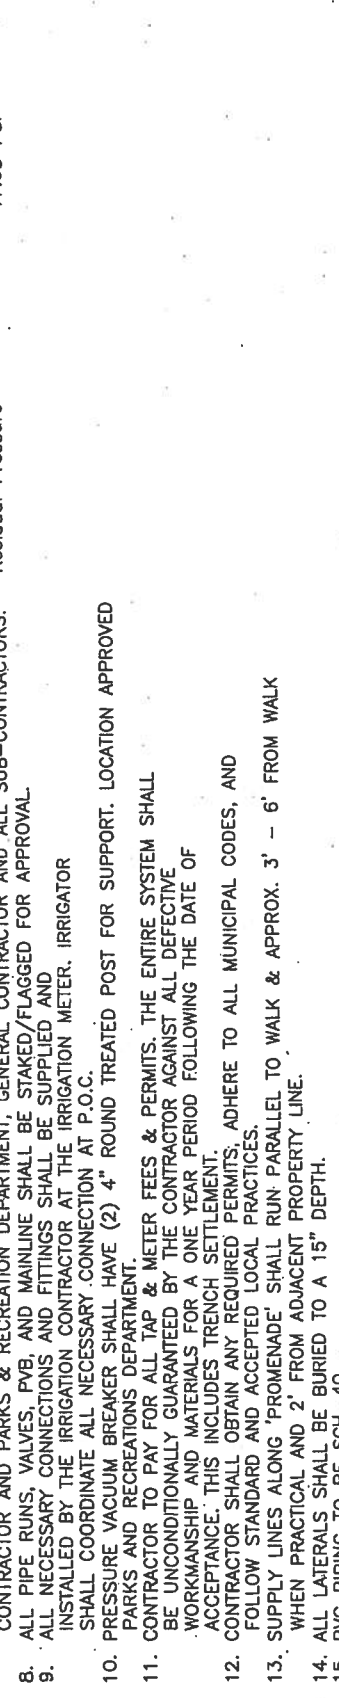 CONTRACTOR AND PARKS & RECREATION DEPARTMENT, GENERAL CONTRACTOR AND ALL SUB-CONTRACTORS.
8. ALL PIPE RUNS, VALVES, PVB, AND MAINLINE SHALL BE STAKED/FLAGGED FOR APPROVAL.
9. ALL NECESSARY CONNECTIONS AND FITTINGS SHALL BE SUPPLIED AND
INSTALLED BY THE IRRIGATION CONTRACTOR AT THE IRRIGATION METER. IRRIGATOR
SHALL COORDINATE ALL NECESSARY CONNECTION AT P.O.C.
10. PRESSURE VACUUM BREAKER SHALL HAVE (2) 4" ROUND TREATED POST FOR SUPPORT. LOCATION APPROVED
PARKS AND RECREATIONS DEPARTMENT.
11. CONTRACTOR TO PAY FOR ALL TAP & METER FEES & PERMITS. THE ENTIRE SYSTEM SHALL
BE UNCONDITIONALLY GUARANTEED BY THE CONTRACTOR AGAINST ALL DEFECTIVE
WORKMANSHIP AND MATERIALS FOR A ONE YEAR PERIOD FOLLOWING THE DATE OF
ACCEPTANCE. THIS INCLUDES TRENCH SETTLEMENT.
12. CONTRACTOR SHALL OBTAIN ANY REQUIRED PERMITS, ADHERE TO ALL MUNICIPAL CODES, AND
FOLLOW STANDARD AND ACCEPTED LOCAL PRACTICES.
13. SUPPLY LINES ALONG 'PROMENADE' SHALL RUN PARALLEL TO WALK & APPROX. 3' - 6' FROM WALK
WHEN PRACTICAL AND 2' FROM ADJACENT PROPERTY LINE.
14. ALL LATERALS SHALL BE BURIED TO A 15" DEPTH.
15. PVC PIPING TO BE SCH. 40